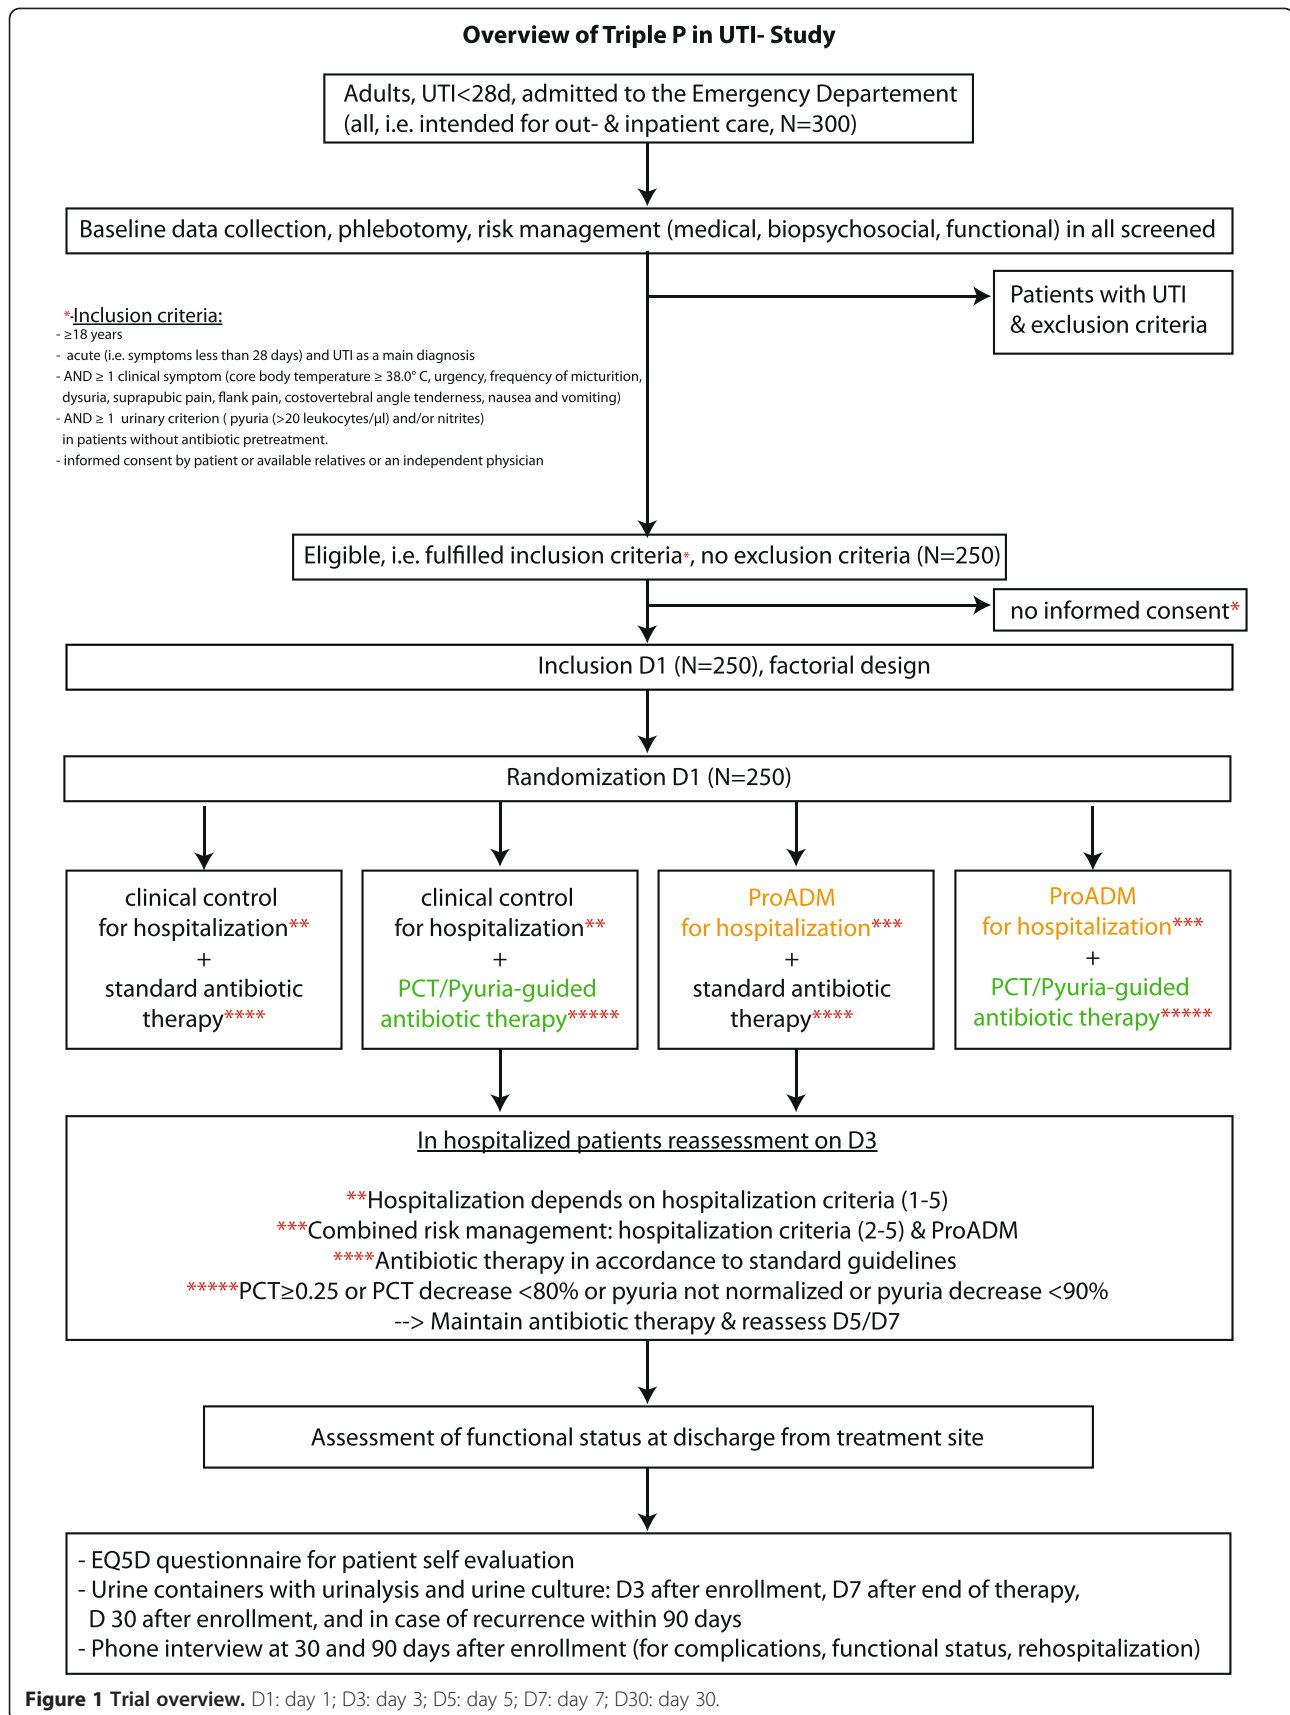 Overview of Triple P in UTI- Study
Adults, UTI<28d, admitted to the Emergency Departement
(all, i.e. intended for out- & inpatient care, N=300)
Baseline data collection, phlebotomy, risk management (medical, biopsychosocial, functional) in all screened
Patients with UTI
& exclusion criteria
*-Inclusion criteria:
- ≥18 years
- acute (i.e. symptoms less than 28 days) and UTI as a main diagnosis
- AND ≥ 1 clinical symptom (core body temperature ≥ 38.0° C, urgency, frequency of micturition,
dysuria, suprapubic pain, flank pain, costovertebral angle tenderness, nausea and vomiting)
- AND ≥ 1 urinary criterion ( pyuria (>20 leukocytes/µl) and/or nitrites)
in patients without antibiotic pretreatment.
- informed consent by patient or available relatives or an independent physician
Eligible, i.e. fulfilled inclusion criteria*, no exclusion criteria (N=250)
no informed consent*
Inclusion D1 (N=250), factorial design
Randomization D1 (N=250)
clinical control
for hospitalization**
+
standard antibiotic
therapy****
clinical control
for hospitalization**
+
PCT/Pyuria-guided
antibiotic therapy*****
ProADM
for hospitalization***
+
standard antibiotic
therapy****
ProADM
for hospitalization***
+
PCT/Pyuria-guided
antibiotic therapy*****
In hospitalized patients reassessment on D3
**Hospitalization depends on hospitalization criteria (1-5)
***Combined risk management: hospitalization criteria (2-5) & ProADM
****Antibiotic therapy in accordance to standard guidelines
*****PCT≥0.25 or PCT decrease <80% or pyuria not normalized or pyuria decrease <90%
--> Maintain antibiotic therapy & reassess D5/D7
Assessment of functional status at discharge from treatment site
- EQ5D questionnaire for patient self evaluation
- Urine containers with urinalysis and urine culture: D3 after enrollment, D7 after end of therapy,
D 30 after enrollment, and in case of recurrence within 90 days
- Phone interview at 30 and 90 days after enrollment (for complications, functional status, rehospitalization)
Figure 1 Trial overview. D1: day 1; D3: day 3; D5: day 5; D7: day 7; D30: day 30.